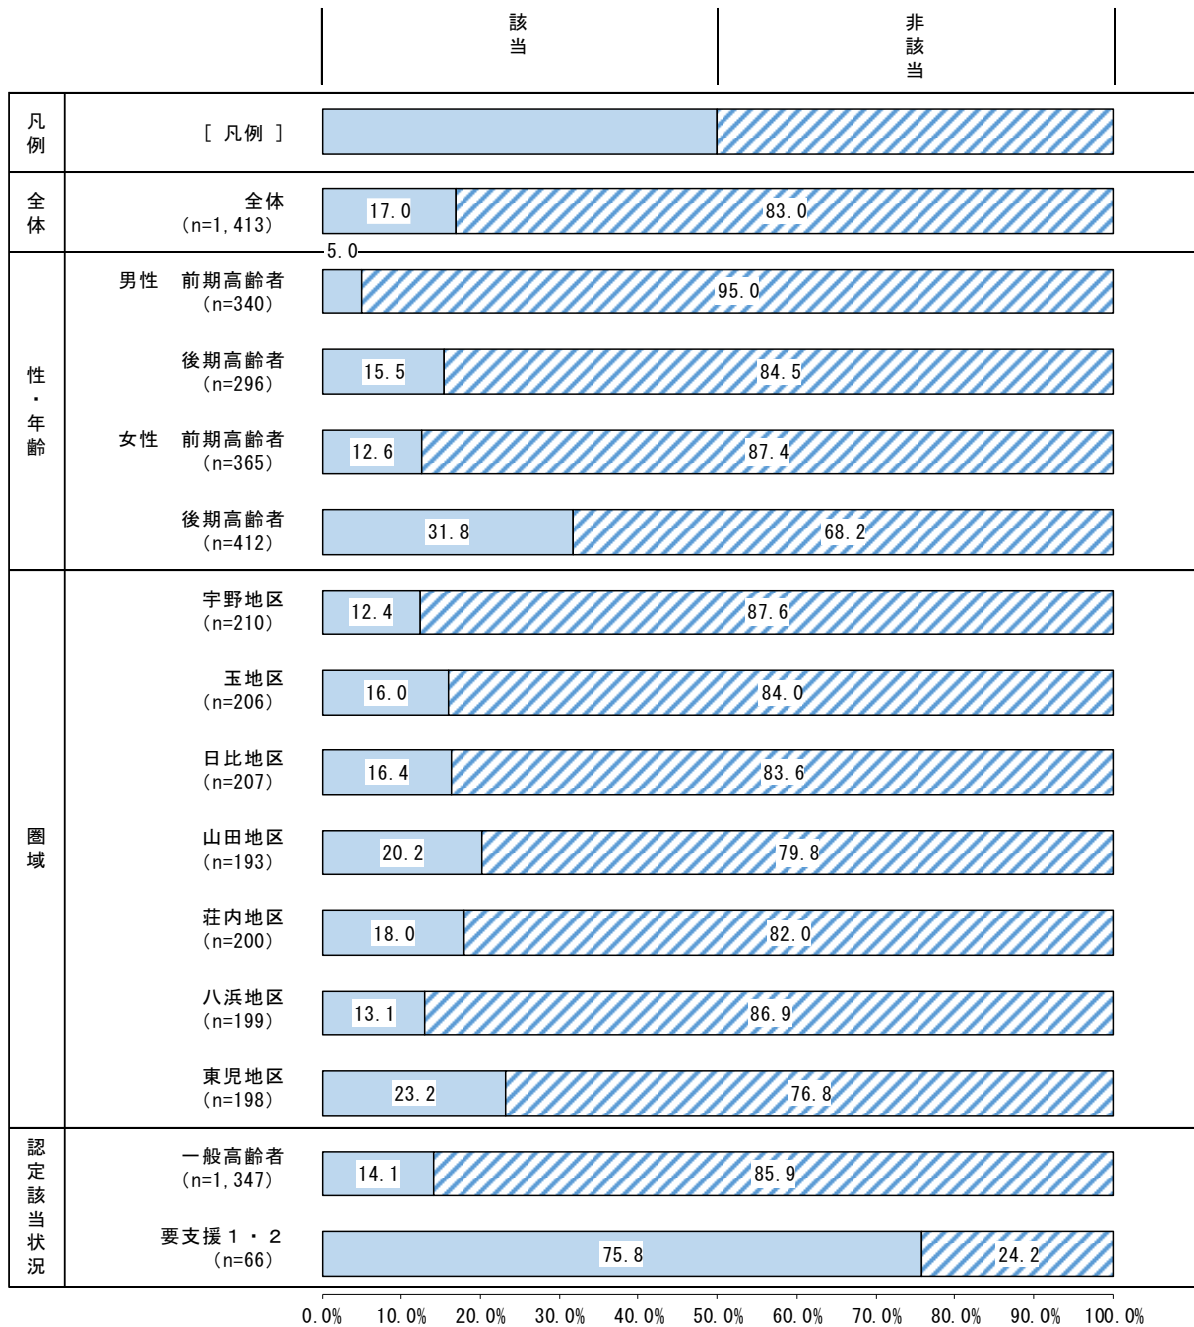 該当
非該当
凡例
[ 凡例 ]
全体
全体
(n=1,413)
17.0
83.0
性・年齢
男性 前期高齢者
(n=340)
5.0
95.0
後期高齢者
(n=296)
15.5
84.5
女性 前期高齢者
(n=365)
12.6
87.4
後期高齢者
(n=412)
31.8
68.2
圏域
宇野地区
(n=210)
12.4
87.6
玉地区
(n=206)
16.0
84.0
日比地区
(n=207)
16.4
83.6
山田地区
(n=193)
20.2
79.8
荘内地区
(n=200)
18.0
82.0
八浜地区
(n=199)
13.1
86.9
東児地区
(n=198)
23.2
76.8
認定該当状況
一般高齢者
(n=1,347)
14.1
85.9
要支援１・２
(n=66)
75.8
24.2
0.0% 10.0% 20.0% 30.0% 40.0% 50.0% 60.0% 70.0% 80.0% 90.0% 100.0%